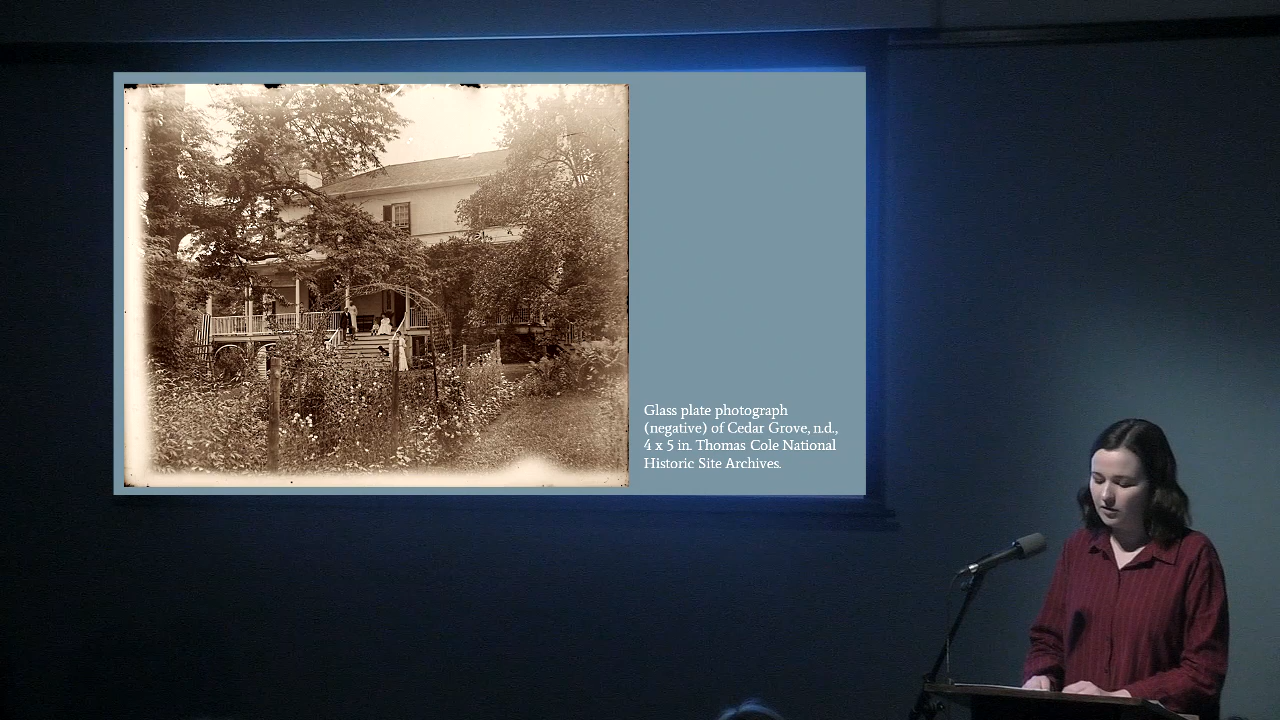 Glass plate photograph
(negative) of Cedar Grove, n.d.,
4 x 5 in. Thomas Cole National
Historic Site Archives.